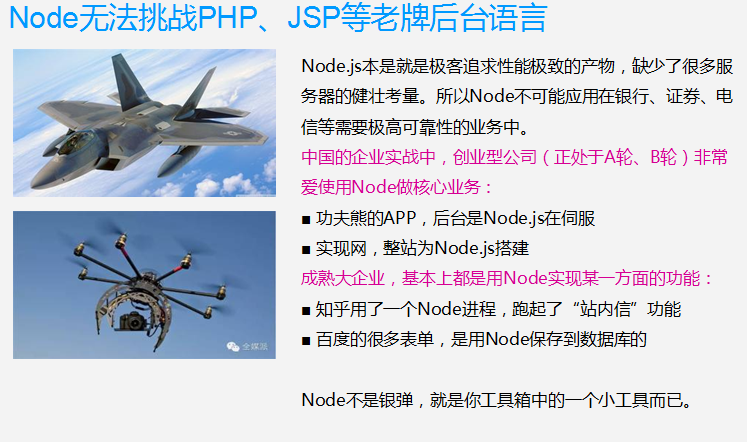 Node无法挑战PHP、JSP等老牌后台语言
Node.js本是就是极客追求性能极致的产物，缺少了很多服
务器的健壮考量。所以Node不可能应用在银行、证券、电
信等需要极高可靠性的业务中。
中国的企业实战中，创业型公司（正处于A轮、B轮）非常
爱使用Node做核心业务：
■ 功夫熊的APP，后台是Node.js在伺服
■ 实现网，整站为Node.js搭建
成熟大企业，基本上都是用Node实现某一方面的功能：
■ 知乎用了一个Node进程，跑起了“站内信”功能
■ 百度的很多表单，是用Node保存到数据库的
全媒派
Node不是银弹，就是你工具箱中的一个小工具而已。